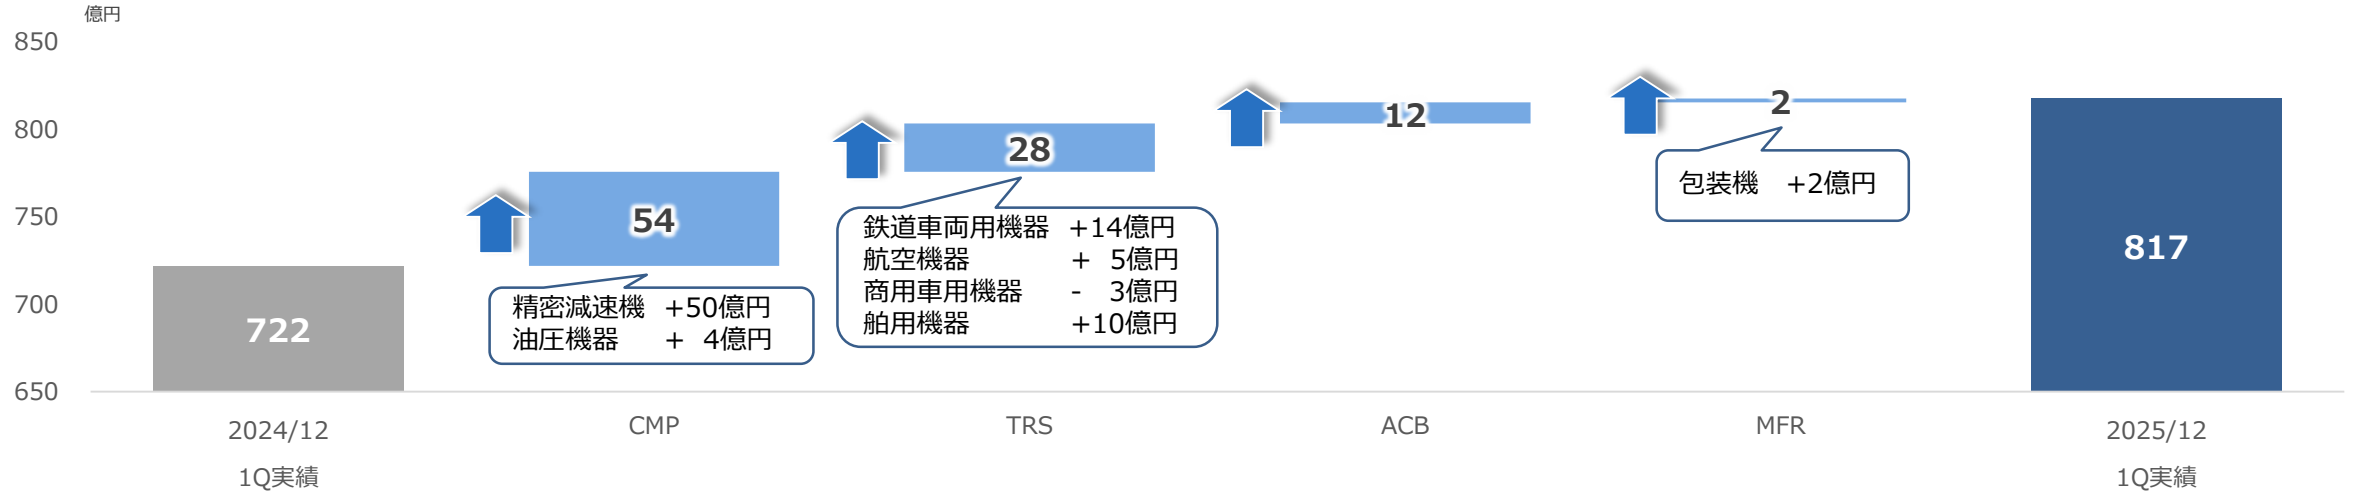 億円
850
800
750
700
650
722
54
精密減速機 +50億円
油圧機器 + 4億円
28
鉄道車両用機器 +14億円
航空機器 + 5億円
商用車用機器 - 3億円
舶用機器 +10億円
12
2
包装機 +2億円
817
2024/12
1Q実績
CMP
TRS
ACB
MFR
2025/12
1Q実績